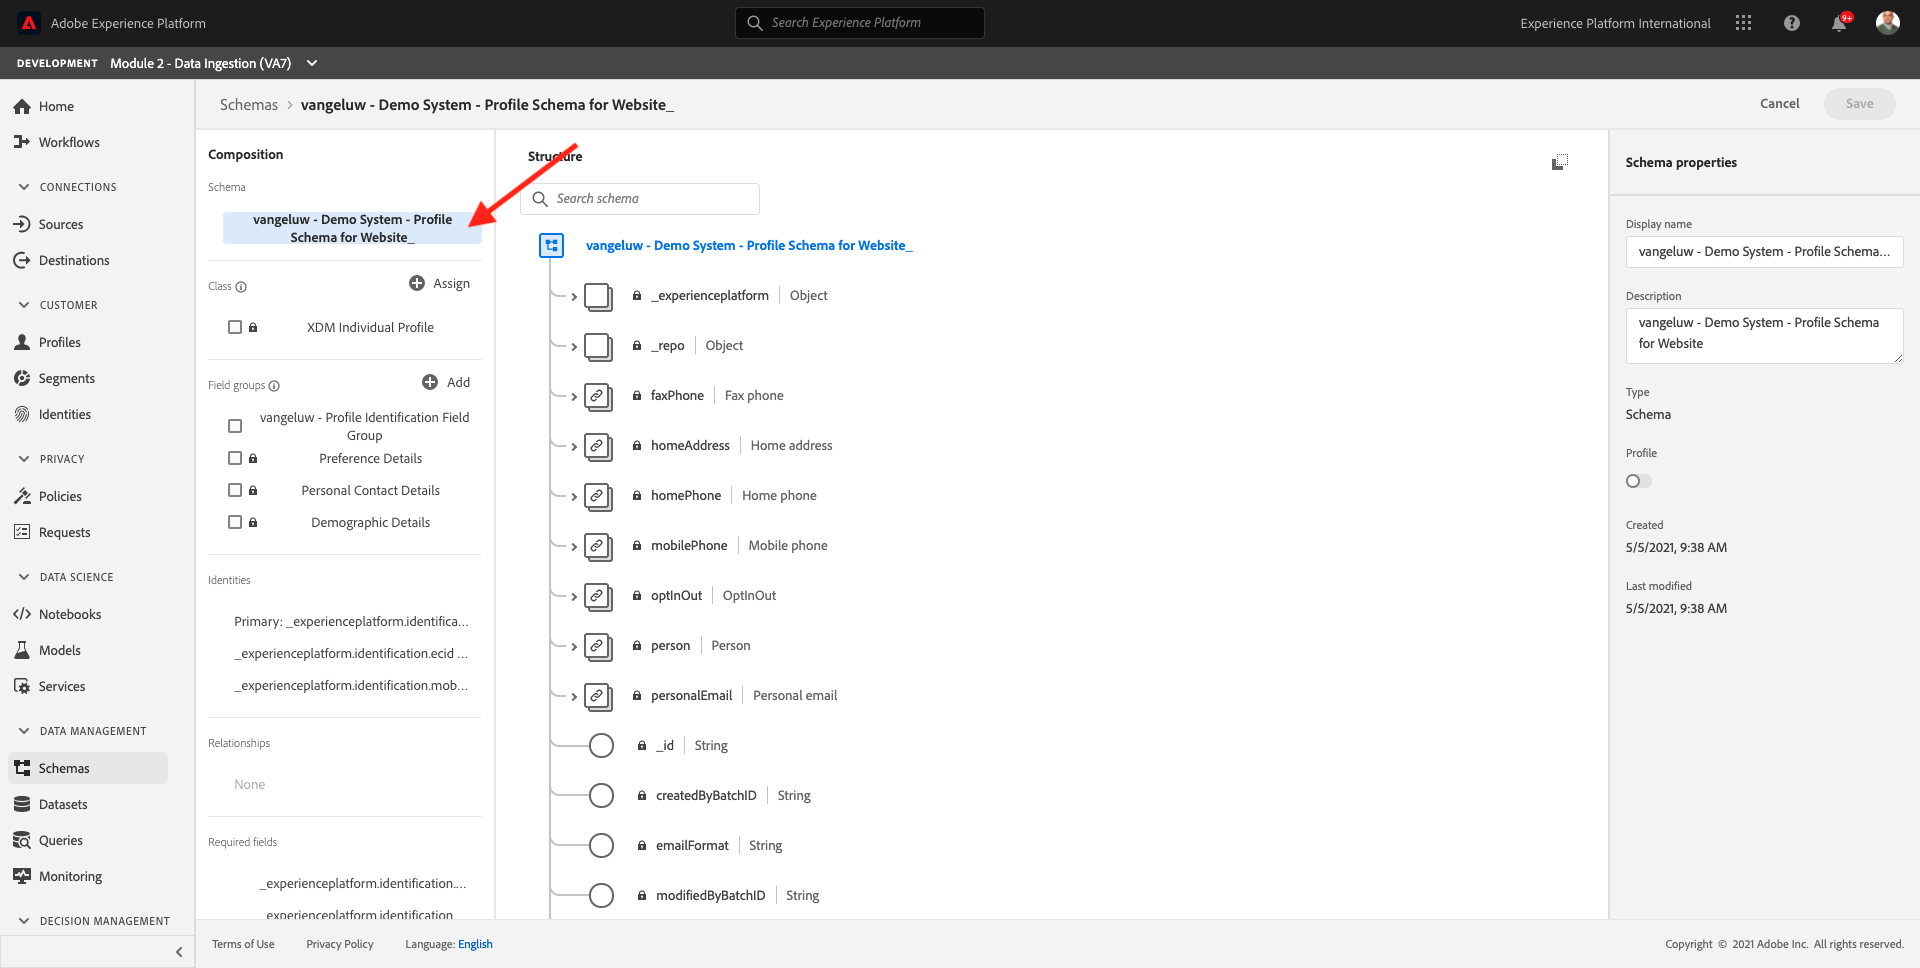 Adobe Experience Platform
Search Experience Platform
Experience Platform International
9+
DEVELOPMENT Module 2 - Data Ingestion (VA7)
Home
Workflows
CONNECTIONS
Sources
Destinations
CUSTOMER
Profiles
Segments
Identities
PRIVACY
Policies
Requests
DATA SCIENCE
Notebooks
Models
Services
DATA MANAGEMENT
Schemas
Datasets
Queries
Monitoring
DECISION MANAGEMENT
Schemas > vangeluw - Demo System - Profile Schema for Website_
Cancel
Save
Composition
Schema
vangeluw - Demo System - Profile
Schema for Website_
Class
Assign
XDM Individual Profile
Field groups
Add
vangeluw - Profile Identification Field
Group
Preference Details
Personal Contact Details
Demographic Details
Identities
Primary: _experienceplatform.identifica...
_experienceplatform.identification.ecid ...
_experienceplatform.identification.mob...
Relationships
None
Required fields
_experienceplatform.identification....
experienceplatform.identification
Structure
Search schema
vangeluw - Demo System - Profile Schema for Website_
_experienceplatform | Object
_repo | Object
faxPhone | Fax phone
homeAddress | Home address
homePhone | Home phone
mobilePhone | Mobile phone
optInOut | OptInOut
person | Person
personalEmail | Personal email
_id | String
createdByBatchID | String
emailFormat | String
modifiedByBatchID | String
Schema properties
Display name
vangeluw - Demo System - Profile Schema...
Description
vangeluw - Demo System - Profile Schema
for Website
Type
Schema
Profile
Created
5/5/2021, 9:38 AM
Last modified
5/5/2021, 9:38 AM
Terms of Use
Privacy Policy
Language: English
Copyright © 2021 Adobe Inc. All rights reserved.